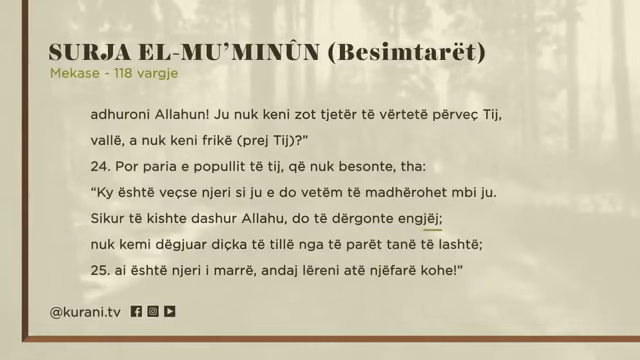 SURJA EL-MU’MINÛN (Besimtarët)
Mekase - 118 vargje
adhuroni Allahun! Ju nuk keni zot tjetër të vërtetë përveç Tij,
vallë, a nuk keni frikë (prej Tij)?”
24. Por paria e popullit të tij, që nuk besonte, tha:
“Ky është veçse njeri si ju e do vetëm të madhërohet mbi ju.
Sikur të kishte dashur Allahu, do të dërgonte engjëj;
nuk kemi dëgjuar diçka të tillë nga të parët tanë të lashtë;
25. ai është njeri i marrë, andaj lëreni atë njëfarë kohe!”
@kurani.tv